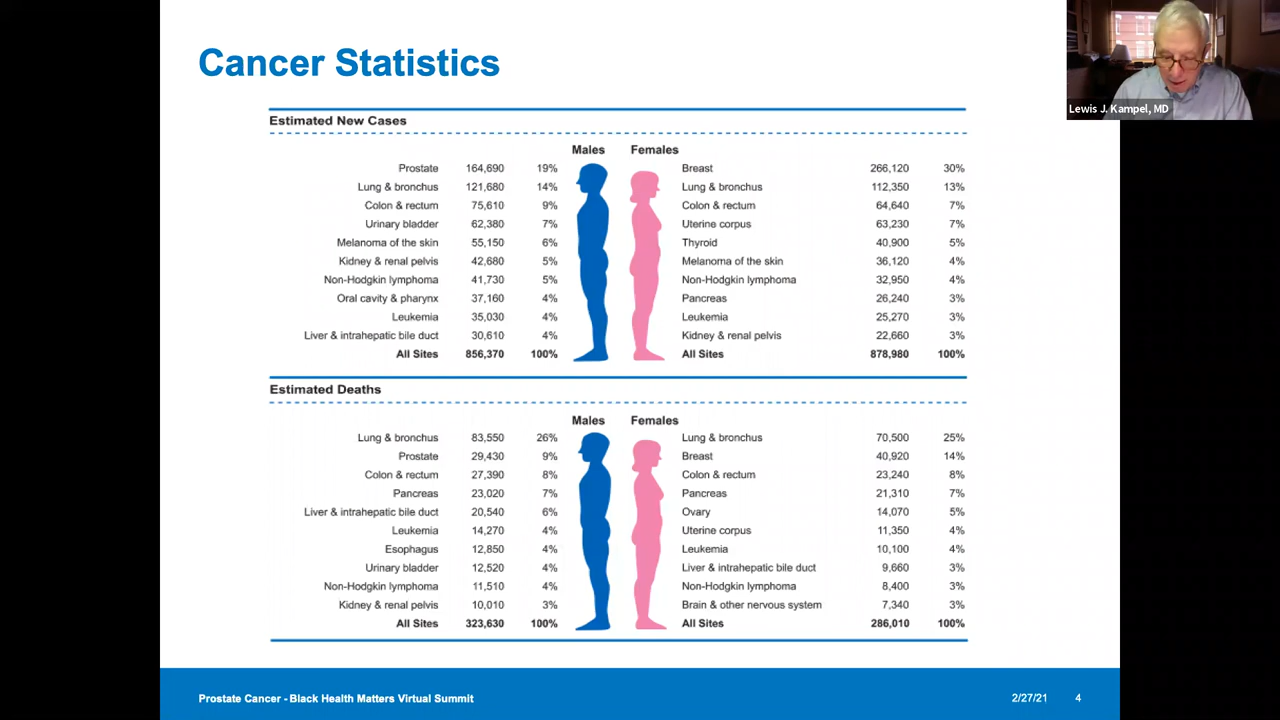 Cancer Statistics
Lewis J. Kampel, MD
Estimated New Cases
Males Females
Prostate 164,690 19% Breast 266,120 30%
Lung & bronchus 121,680 14% Lung & bronchus 112,350 13%
Colon & rectum 75,610 9% Colon & rectum 64,640 7%
Urinary bladder 62,380 7% Uterine corpus 63,230 7%
Melanoma of the skin 55,150 6% Thyroid 40,900 5%
Kidney & renal pelvis 42,680 5% Melanoma of the skin 36,120 4%
Non-Hodgkin lymphoma 41,730 5% Non-Hodgkin lymphoma 32,950 4%
Oral cavity & pharynx 37,160 4% Pancreas 26,240 3%
Leukemia 35,030 4% Leukemia 25,270 3%
Liver & intrahepatic bile duct 30,610 4% Kidney & renal pelvis 22,660 3%
All Sites 856,370 100% All Sites 878,980 100%
Estimated Deaths
Males Females
Lung & bronchus 83,550 26% Lung & bronchus 70,500 25%
Prostate 29,430 9% Breast 40,920 14%
Colon & rectum 27,390 8% Colon & rectum 23,240 8%
Pancreas 23,020 7% Pancreas 21,310 7%
Liver & intrahepatic bile duct 20,540 6% Ovary 14,070 5%
Leukemia 14,270 4% Uterine corpus 11,350 4%
Esophagus 12,850 4% Leukemia 10,100 4%
Urinary bladder 12,520 4% Liver & intrahepatic bile duct 9,660 3%
Non-Hodgkin lymphoma 11,510 4% Non-Hodgkin lymphoma 8,400 3%
Kidney & renal pelvis 10,010 3% Brain & other nervous system 7,340 3%
All Sites 323,630 100% All Sites 286,010 100%
Prostate Cancer - Black Health Matters Virtual Summit 2/27/21 4